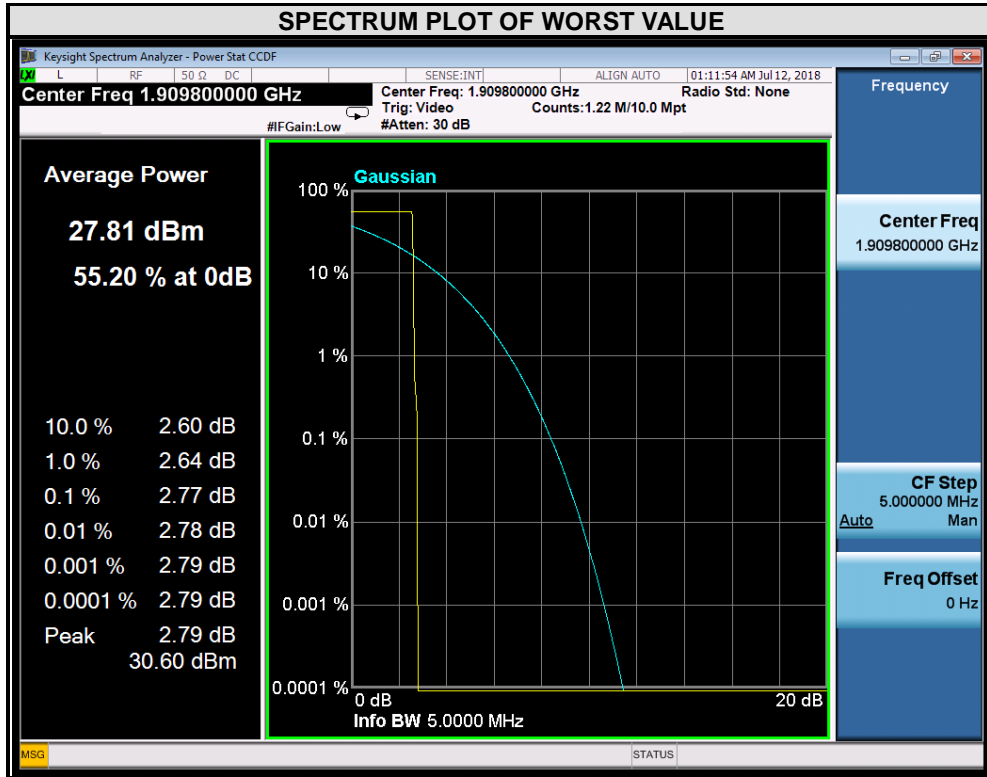 SPECTRUM PLOT OF WORST VALUE
Keysight Spectrum Analyzer - Power Stat CCDF
LXI L RF 50 Ω DC SENSE:INT ALIGN AUTO 01:11:54 AM Jul 12, 2018
Center Freq 1.909800000 GHz
Center Freq: 1.909800000 GHz Radio Std: None
Trig: Video Counts:1.22 M/10.0 Mpt
#IFGain:Low #Atten: 30 dB
Frequency
Average Power
27.81 dBm
55.20 % at 0dB
10.0 % 2.60 dB
1.0 % 2.64 dB
0.1 % 2.77 dB
0.01 % 2.78 dB
0.001 % 2.79 dB
0.0001 % 2.79 dB
Peak 2.79 dB
30.60 dBm
Gaussian
100 %
10 %
1 %
0.1 %
0.01 %
0.001 %
0.0001 %
0 dB 20 dB
Info BW 5.0000 MHz
Center Freq
1.909800000 GHz
CF Step
5.000000 MHz
Auto Man
Freq Offset
0 Hz
MSG STATUS